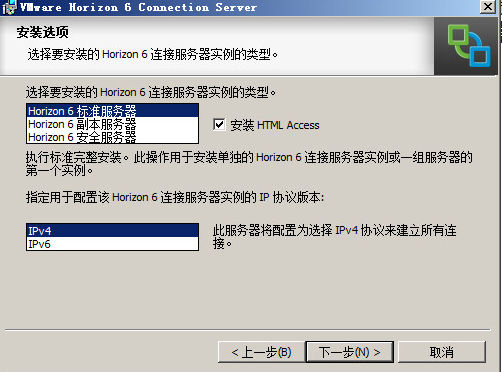 VMware Horizon 6 Connection Server
安装选项
选择要安装的 Horizon 6 连接服务器实例的类型。
选择要安装的 Horizon 6 连接服务器实例的类型。
Horizon 6 标准服务器
Horizon 6 副本服务器
Horizon 6 安全服务器
安装 HTML Access
执行标准完整安装。此操作用于安装单独的 Horizon 6 连接服务器实例或一组服务器的
第一个实例。
指定用于配置该 Horizon 6 连接服务器实例的 IP 协议版本:
IPv4
IPv6
此服务器将配置为选择 IPv4 协议来建立所有连
接。
< 上一步(B)
下一步(N) >
取消